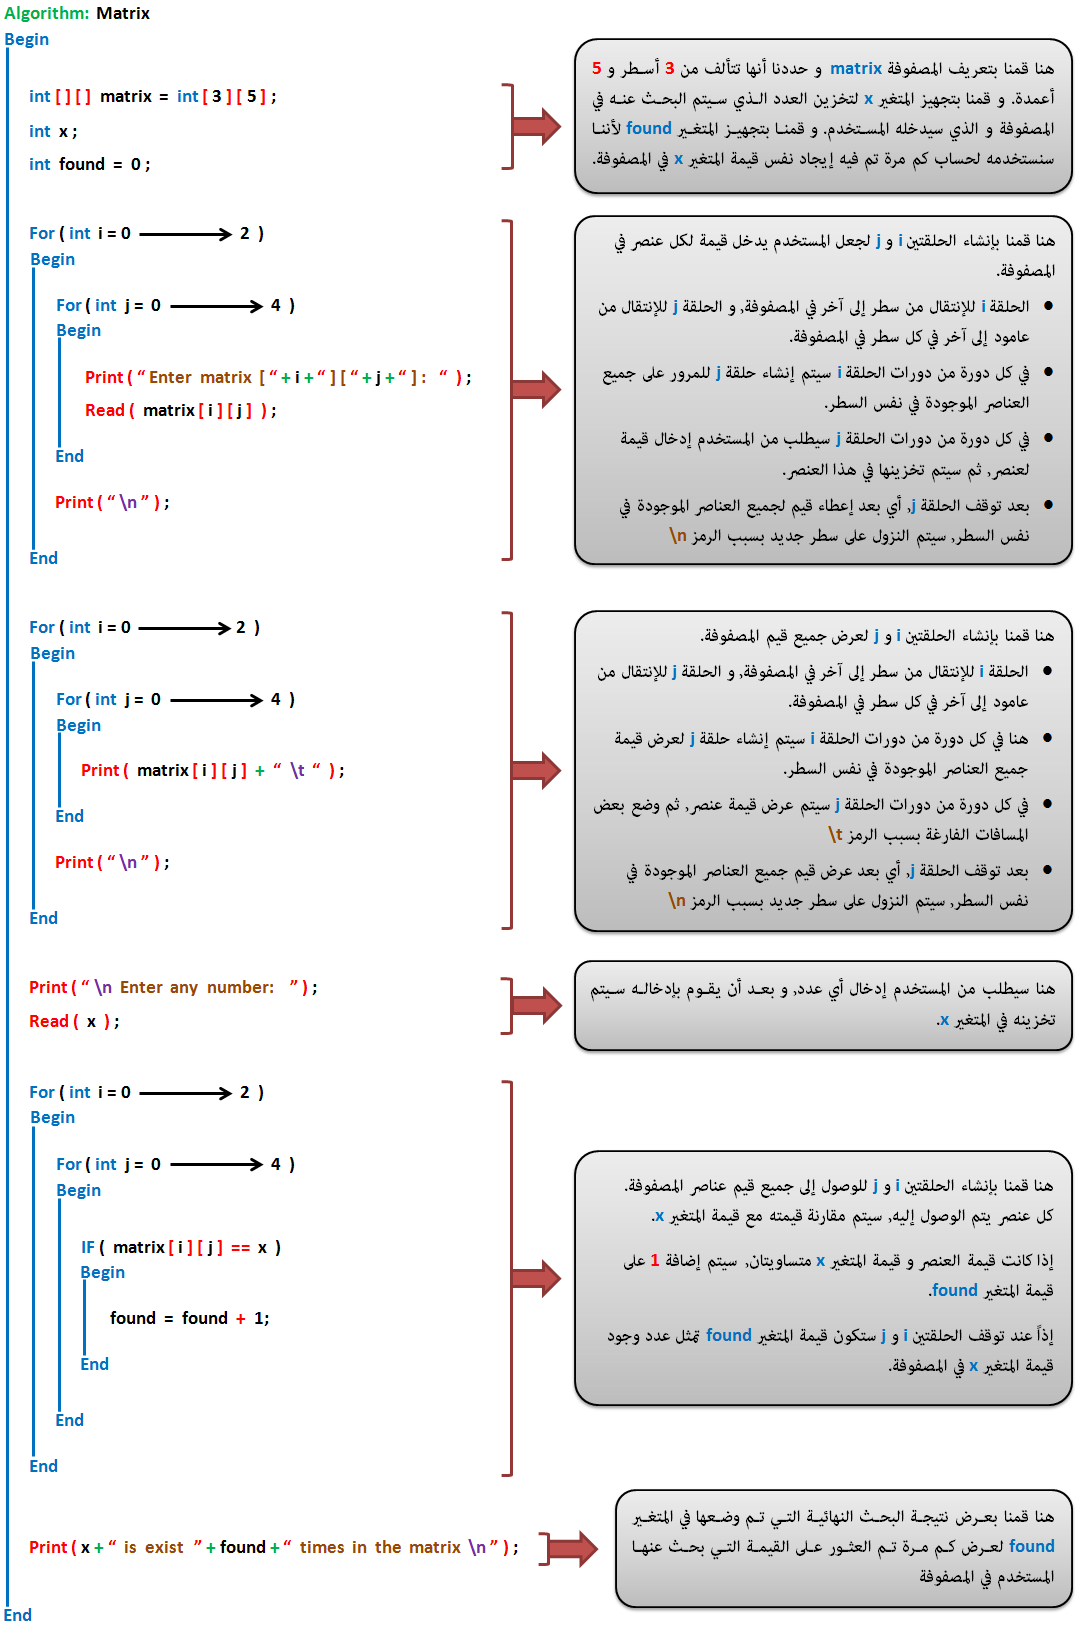 Algorithm: Matrix
Begin
int [ ] [ ] matrix = int [ 3 ] [ 5 ] ;
int x ;
int found = 0 ;
هنا قمنا بتعريف المصفوفة matrix و حددنا أنها تتألف من 3 أسطر و 5
أعمدة. و قمنا بتجهيز المتغير x لتخزين العدد الذي سيتم البحث عنه في
المصفوفة و الذي سيدخله المستخدم. و قمنا بتجهيز المتغير found لأننا
سنستخدمه لحساب كم مرة تم فيه إيجاد نفس قيمة المتغير x في المصفوفة.
For ( int i = 0 ⟶ 2 )
Begin
For ( int j = 0 ⟶ 4 )
Begin
Print ( “ Enter matrix [ “ + i + “ ] [ “ + j + “ ] : “ ) ;
Read ( matrix [ i ] [ j ] ) ;
End
Print ( “ \n ” ) ;
End
هنا قمنا بإنشاء الحلقتين i و j لجعل المستخدم يدخل قيمة لكل عنصر في
المصفوفة.
● الحلقة i للإنتقال من سطر إلى آخر في المصفوفة, و الحلقة j للإنتقال من
عامود إلى آخر في كل سطر في المصفوفة.
● في كل دورة من دورات الحلقة i سيتم إنشاء حلقة j للمرور على جميع
العناصر الموجودة في نفس السطر.
● في كل دورة من دورات الحلقة j سيطلب من المستخدم إدخال قيمة
لعنصر, ثم سيتم تخزينها في هذا العنصر.
● بعد توقف الحلقة j, أي بعد إعطاء قيم لجميع العناصر الموجودة في
نفس السطر, سيتم النزول على سطر جديد بسبب الرمز \n
For ( int i = 0 ⟶ 2 )
Begin
For ( int j = 0 ⟶ 4 )
Begin
Print ( matrix [ i ] [ j ] + “ \t “ ) ;
End
Print ( “ \n ” ) ;
End
هنا قمنا بإنشاء الحلقتين i و j لعرض جميع قيم المصفوفة.
● الحلقة i للإنتقال من سطر إلى آخر في المصفوفة, و الحلقة j للإنتقال من
عامود إلى آخر في كل سطر في المصفوفة.
● هنا في كل دورة من دورات الحلقة i سيتم إنشاء حلقة j لعرض قيمة
جميع العناصر الموجودة في نفس السطر.
● في كل دورة من دورات الحلقة j سيتم عرض قيمة عنصر, ثم وضع بعض
المسافات الفارغة بسبب الرمز \t
● بعد توقف الحلقة j, أي بعد عرض قيم جميع العناصر الموجودة في
نفس السطر, سيتم النزول على سطر جديد بسبب الرمز \n
Print ( “ \n Enter any number: ” ) ;
Read ( x ) ;
هنا سيطلب من المستخدم إدخال أي عدد, و بعد أن يقوم بإدخاله سيتم
تخزينه في المتغير x.
For ( int i = 0 ⟶ 2 )
Begin
For ( int j = 0 ⟶ 4 )
Begin
IF ( matrix [ i ] [ j ] == x )
Begin
found = found + 1;
End
End
End
هنا قمنا بإنشاء الحلقتين i و j للوصول إلى جميع قيم عناصر المصفوفة.
كل عنصر يتم الوصول إليه, سيتم مقارنة قيمته مع قيمة المتغير x.
إذا كانت قيمة العنصر و قيمة المتغير x متساويتان, سيتم إضافة 1 على
قيمة المتغير found.
إذاً عند توقف الحلقتين i و j ستكون قيمة المتغير found تمثل عدد وجود
قيمة المتغير x في المصفوفة.
Print ( x + “ is exist ” + found + “ times in the matrix \n ” ) ;
هنا قمنا بعرض نتيجة البحث النهائية التي تم وضعها في المتغير
found لعرض كم مرة تم العثور على القيمة التي بحث عنها
المستخدم في المصفوفة
End